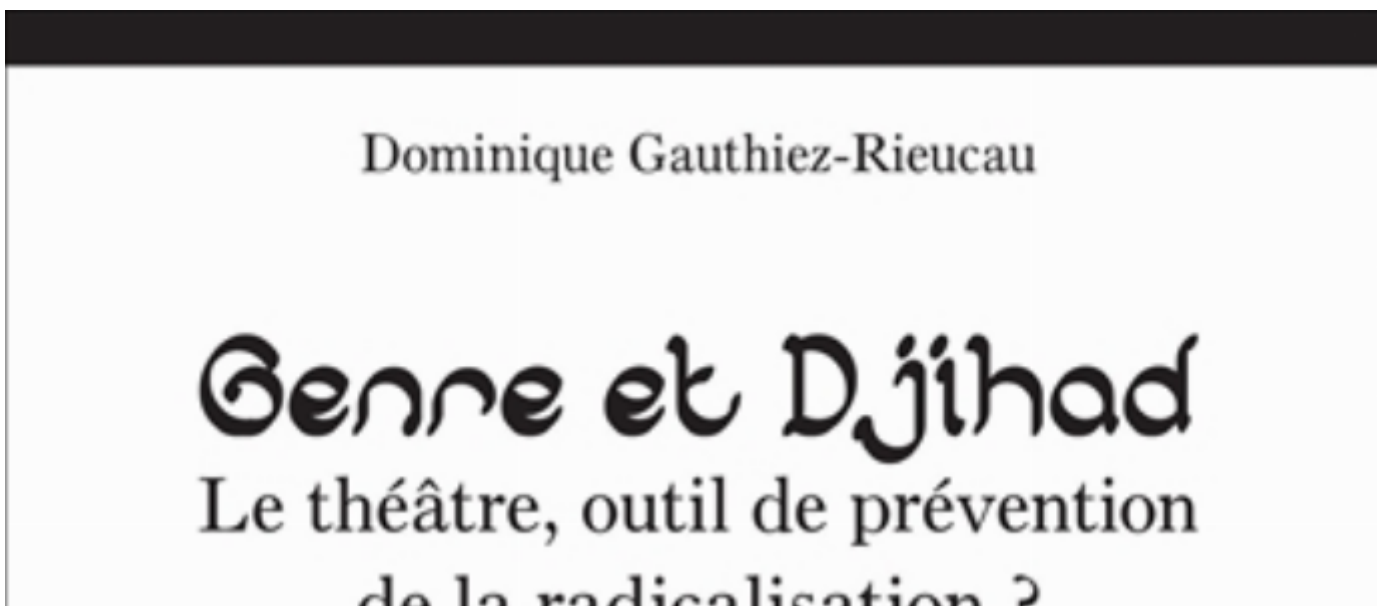 Dominique Gauthiez-Rieucau
Genre et Djihad
Le théâtre, outil de prévention
de la radicalisation ?